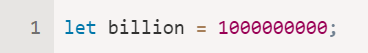 1 let billion = 1000000000;